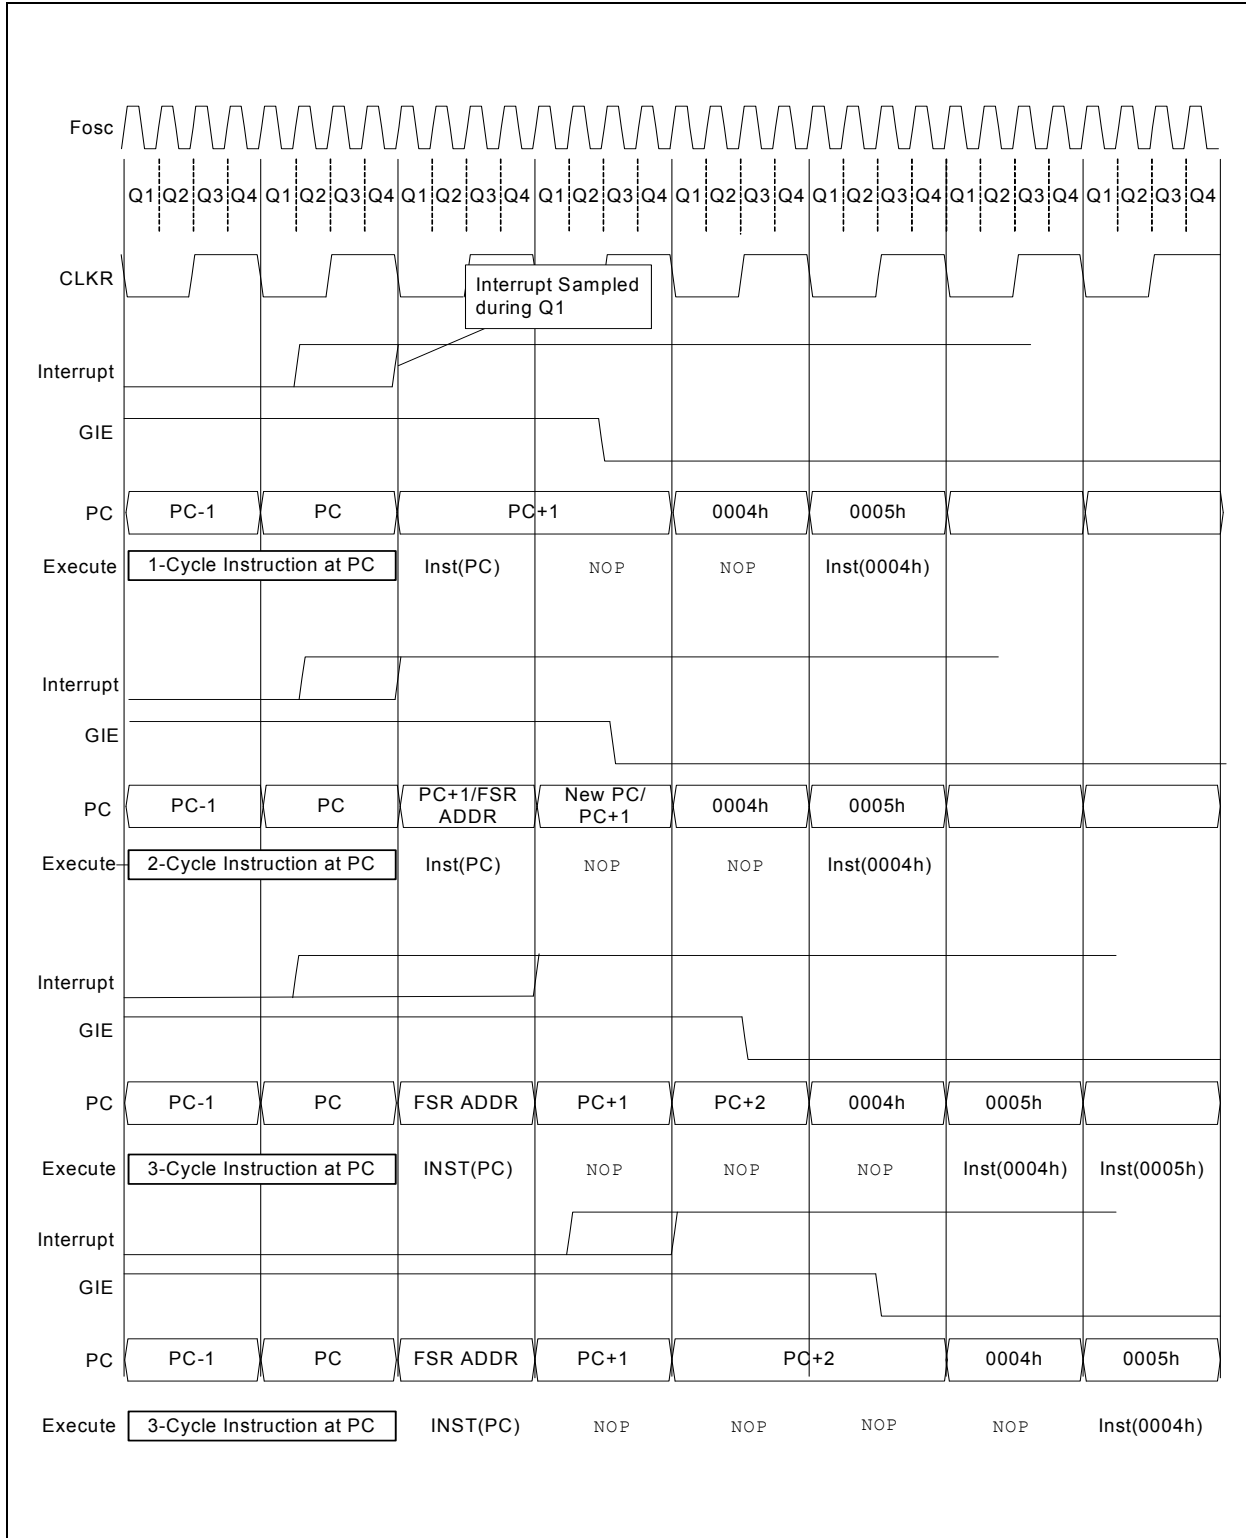 Fosc
Q1 Q2 Q3 Q4 Q1 Q2 Q3 Q4 Q1 Q2 Q3 Q4 Q1 Q2 Q3 Q4 Q1 Q2 Q3 Q4 Q1 Q2 Q3 Q4 Q1 Q2 Q3 Q4 Q1 Q2 Q3 Q4
CLKR
Interrupt Sampled
during Q1
Interrupt
GIE
PC PC-1 PC PC+1 0004h 0005h
Execute 1-Cycle Instruction at PC Inst(PC) NOP NOP Inst(0004h)
Interrupt
GIE
PC PC-1 PC PC+1/FSR ADDR New PC/ PC+1 0004h 0005h
Execute 2-Cycle Instruction at PC Inst(PC) NOP NOP Inst(0004h)
Interrupt
GIE
PC PC-1 PC FSR ADDR PC+1 PC+2 0004h 0005h
Execute 3-Cycle Instruction at PC INST(PC) NOP NOP NOP Inst(0004h) Inst(0005h)
Interrupt
GIE
PC PC-1 PC FSR ADDR PC+1 PC+2 0004h 0005h
Execute 3-Cycle Instruction at PC INST(PC) NOP NOP NOP NOP Inst(0004h)